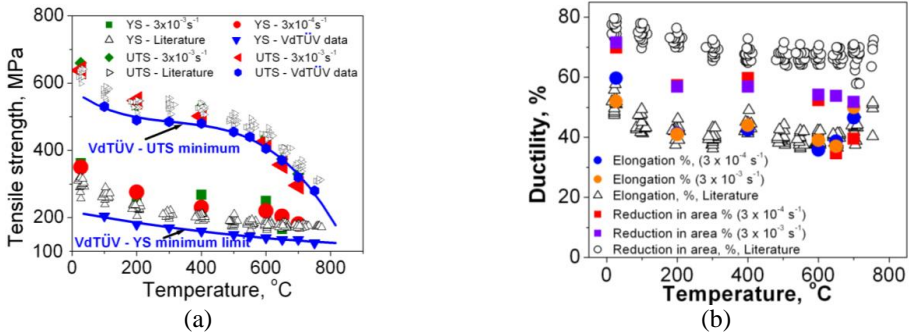 YS - 3x10⁻³s⁻¹ YS - 3x10⁻⁴s⁻¹
YS - Literature YS - VdTÜV data
UTS - 3x10⁻³s⁻¹ UTS - 3x10⁻³s⁻¹
UTS - Literature UTS - VdTÜV data
Tensile strength, MPa
800
600
400
200
100
VdTÜV - UTS minimum
VdTÜV - YS minimum limit
0 200 400 600 800
Temperature, °C
(a)
Ductility, %
80
60
40
20
0
Elongation %, (3 x 10⁻⁴ s⁻¹)
Elongation % (3 x 10⁻³ s⁻¹)
Elongation, %, Literature
Reduction in area % (3 x 10⁻⁴ s⁻¹)
Reduction in area % (3 x 10⁻³ s⁻¹)
Reduction in area, %, Literature
0 200 400 600 800
Temperature, °C
(b)